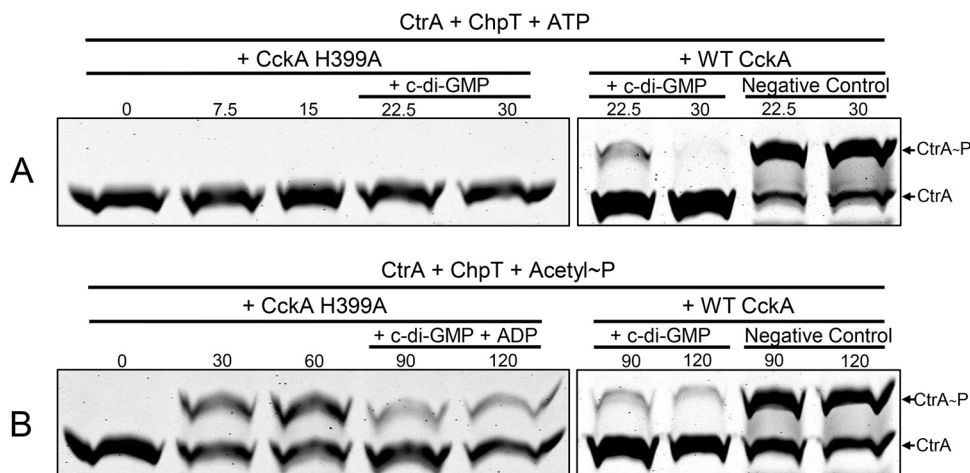 CtrA + ChpT + ATP
+ CckA H399A + WT CckA
+ c-di-GMP + c-di-GMP Negative Control
0 7.5 15 22.5 30 22.5 30 22.5 30
A
CtrA~P
CtrA
CtrA + ChpT + Acetyl~P
+ CckA H399A + WT CckA
+ c-di-GMP + ADP + c-di-GMP Negative Control
0 30 60 90 120 90 120 90 120
B
CtrA~P
CtrA